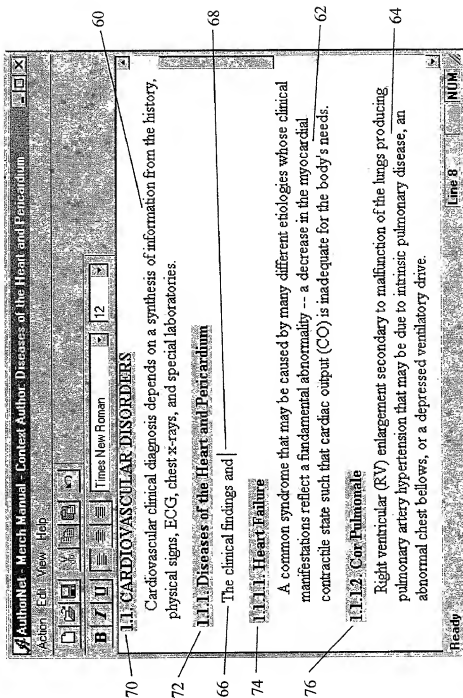 AuthorNet - Merck Manual - Context Author: Diseases of the Heart and Pericardium
Action Edit View Help
B I U Times New Roman 12
1.1. CARDIOVASCULAR DISORDERS
Cardiovascular clinical diagnosis depends on a synthesis of information from the history,
physical signs, ECG, chest x-rays, and special laboratories.
1.1.1. Diseases of the Heart and Pericardium
The clinical findings and
1.1.1.1. Heart Failure
A common syndrome that may be caused by many different etiologies whose clinical
manifestations reflect a fundamental abnormality -- a decrease in the myocardial
contractile state such that cardiac output (CO) is inadequate for the body's needs.
1.1.1.2. Cor Pulmonale
Right ventricular (RV) enlargement secondary to malfunction of the lungs producing
pulmonary artery hypertension that may be due to intrinsic pulmonary disease, an
abnormal chest bellows, or a depressed ventilatory drive.
Ready Line 8 NUM
60
68
62
64
70
72
66
74
76